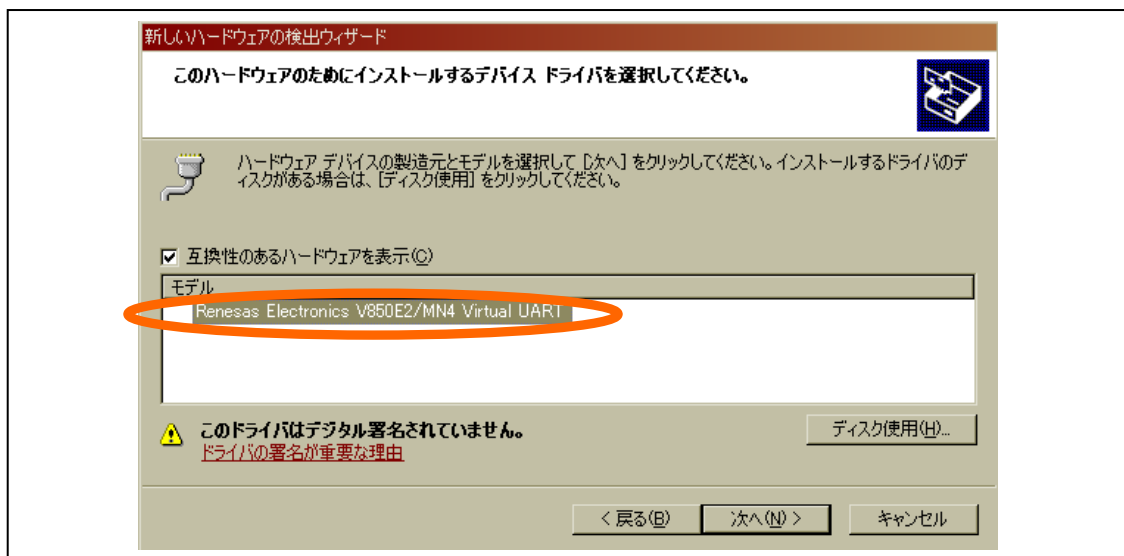 新しいハードウェアの検出ウィザード
このハードウェアのためにインストールするデバイス ドライバを選択してください。
ハードウェア デバイスの製造元とモデルを選択して [次へ] をクリックしてください。インストールするドライバのデ
ィスクがある場合は、[ディスク使用] をクリックしてください。
互換性のあるハードウェアを表示(C)
モデル
Renesas Electronics V850E2/MN4 Virtual UART
このドライバはデジタル署名されていません。
ドライバの署名が重要な理由
ディスク使用(H)...
< 戻る(B)
次へ(N) >
キャンセル